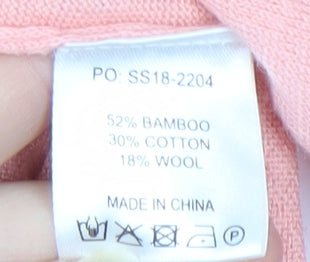 PO: SS18-2204
52% BAMBOO
30% COTTON
18% WOOL
MADE IN CHINA
P